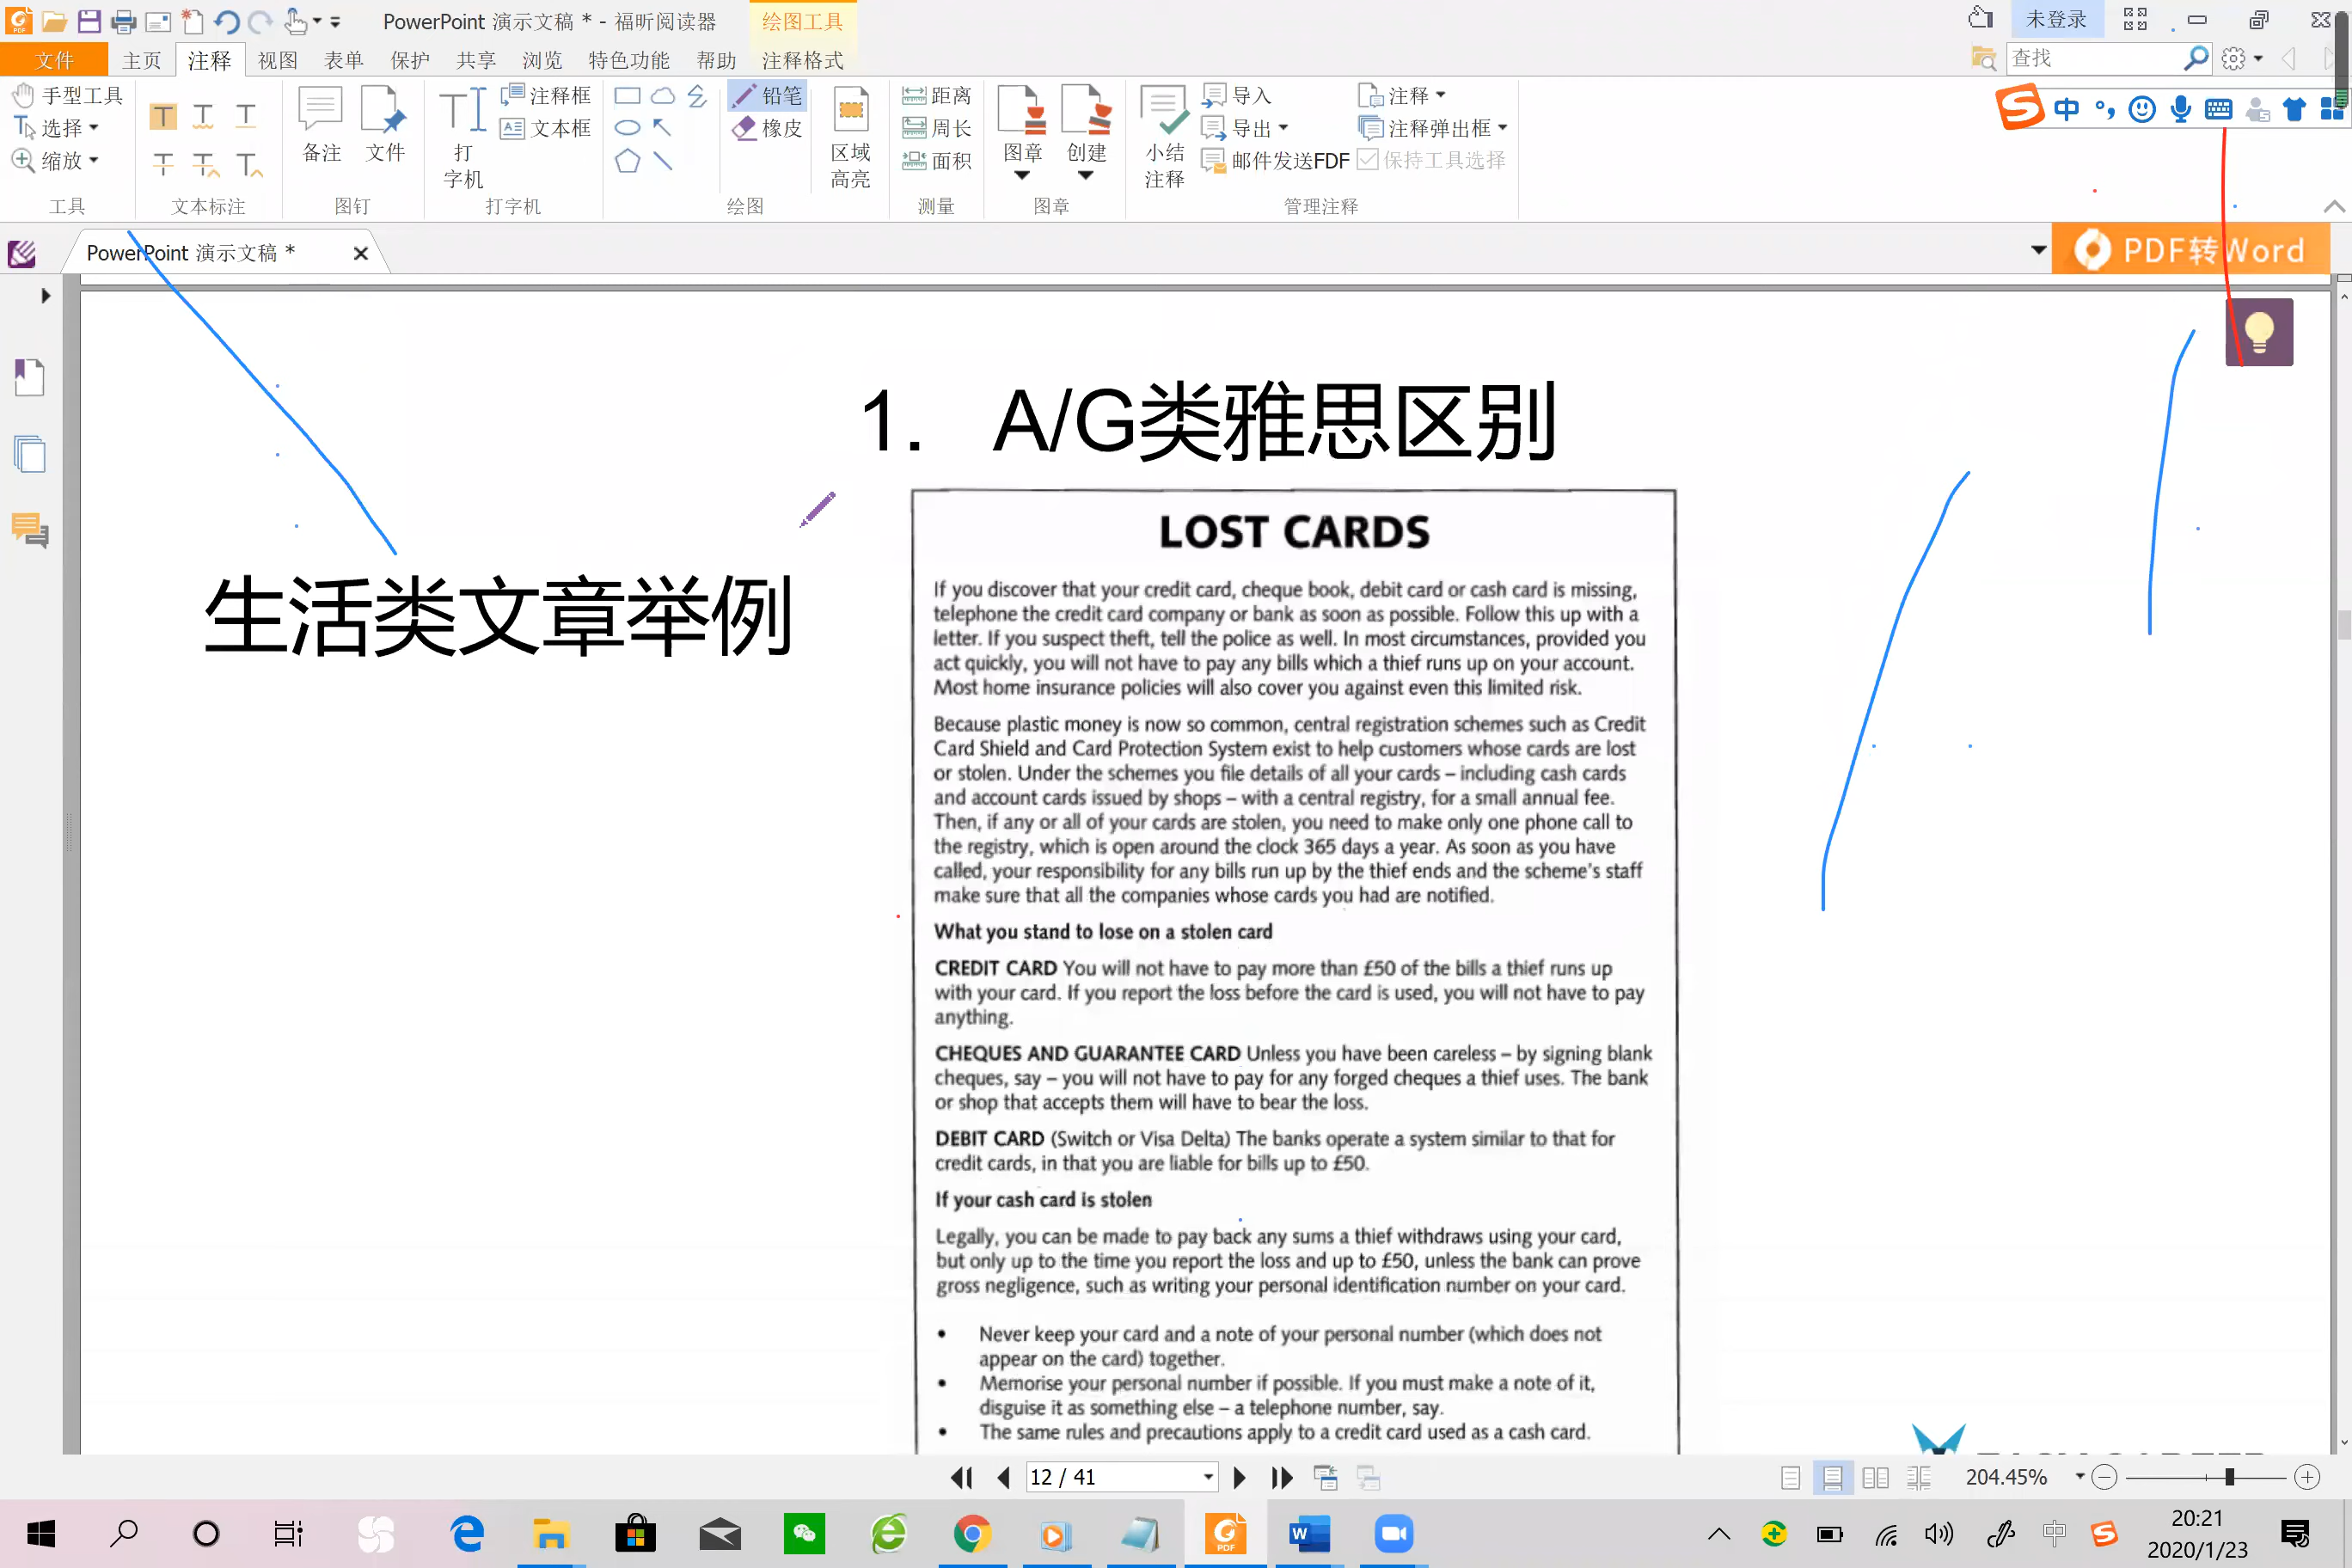 PowerPoint 演示文稿 * - 福昕阅读器
绘图工具
未登录
文件
主页
注释
视图
表单
保护
共享
浏览
特色功能
帮助
注释格式
查找
手型工具
选择
缩放
工具
文本标注
备注
文件
图钉
打
字机
注释框
文本框
打字机
铅笔
橡皮
绘图
区域
高亮
距离
周长
面积
测量
图章
创建
图章
小结
注释
导入
导出
邮件发送FDF
注释
注释弹出框
保持工具选择
管理注释
中
PowerPoint 演示文稿 *
PDF转Word
1. A/G类雅思区别
生活类文章举例
LOST CARDS
If you discover that your credit card, cheque book, debit card or cash card is missing,
telephone the credit card company or bank as soon as possible. Follow this up with a
letter. If you suspect theft, tell the police as well. In most circumstances, provided you
act quickly, you will not have to pay any bills which a thief runs up on your account.
Most home insurance policies will also cover you against even this limited risk.
Because plastic money is now so common, central registration schemes such as Credit
Card Shield and Card Protection System exist to help customers whose cards are lost
or stolen. Under the schemes you file details of all your cards – including cash cards
and account cards issued by shops – with a central registry, for a small annual fee.
Then, if any or all of your cards are stolen, you need to make only one phone call to
the registry, which is open around the clock 365 days a year. As soon as you have
called, your responsibility for any bills run up by the thief ends and the scheme's staff
make sure that all the companies whose cards you had are notified.
What you stand to lose on a stolen card
CREDIT CARD You will not have to pay more than £50 of the bills a thief runs up
with your card. If you report the loss before the card is used, you will not have to pay
anything.
CHEQUES AND GUARANTEE CARD Unless you have been careless – by signing blank
cheques, say – you will not have to pay for any forged cheques a thief uses. The bank
or shop that accepts them will have to bear the loss.
DEBIT CARD (Switch or Visa Delta) The banks operate a system similar to that for
credit cards, in that you are liable for bills up to £50.
If your cash card is stolen
Legally, you can be made to pay back any sums a thief withdraws using your card,
but only up to the time you report the loss and up to £50, unless the bank can prove
gross negligence, such as writing your personal identification number on your card.
• Never keep your card and a note of your personal number (which does not
appear on the card) together.
• Memorise your personal number if possible. If you must make a note of it,
disguise it as something else – a telephone number, say.
• The same rules and precautions apply to a credit card used as a cash card.
12 / 41
204.45%
中
20:21
2020/1/23